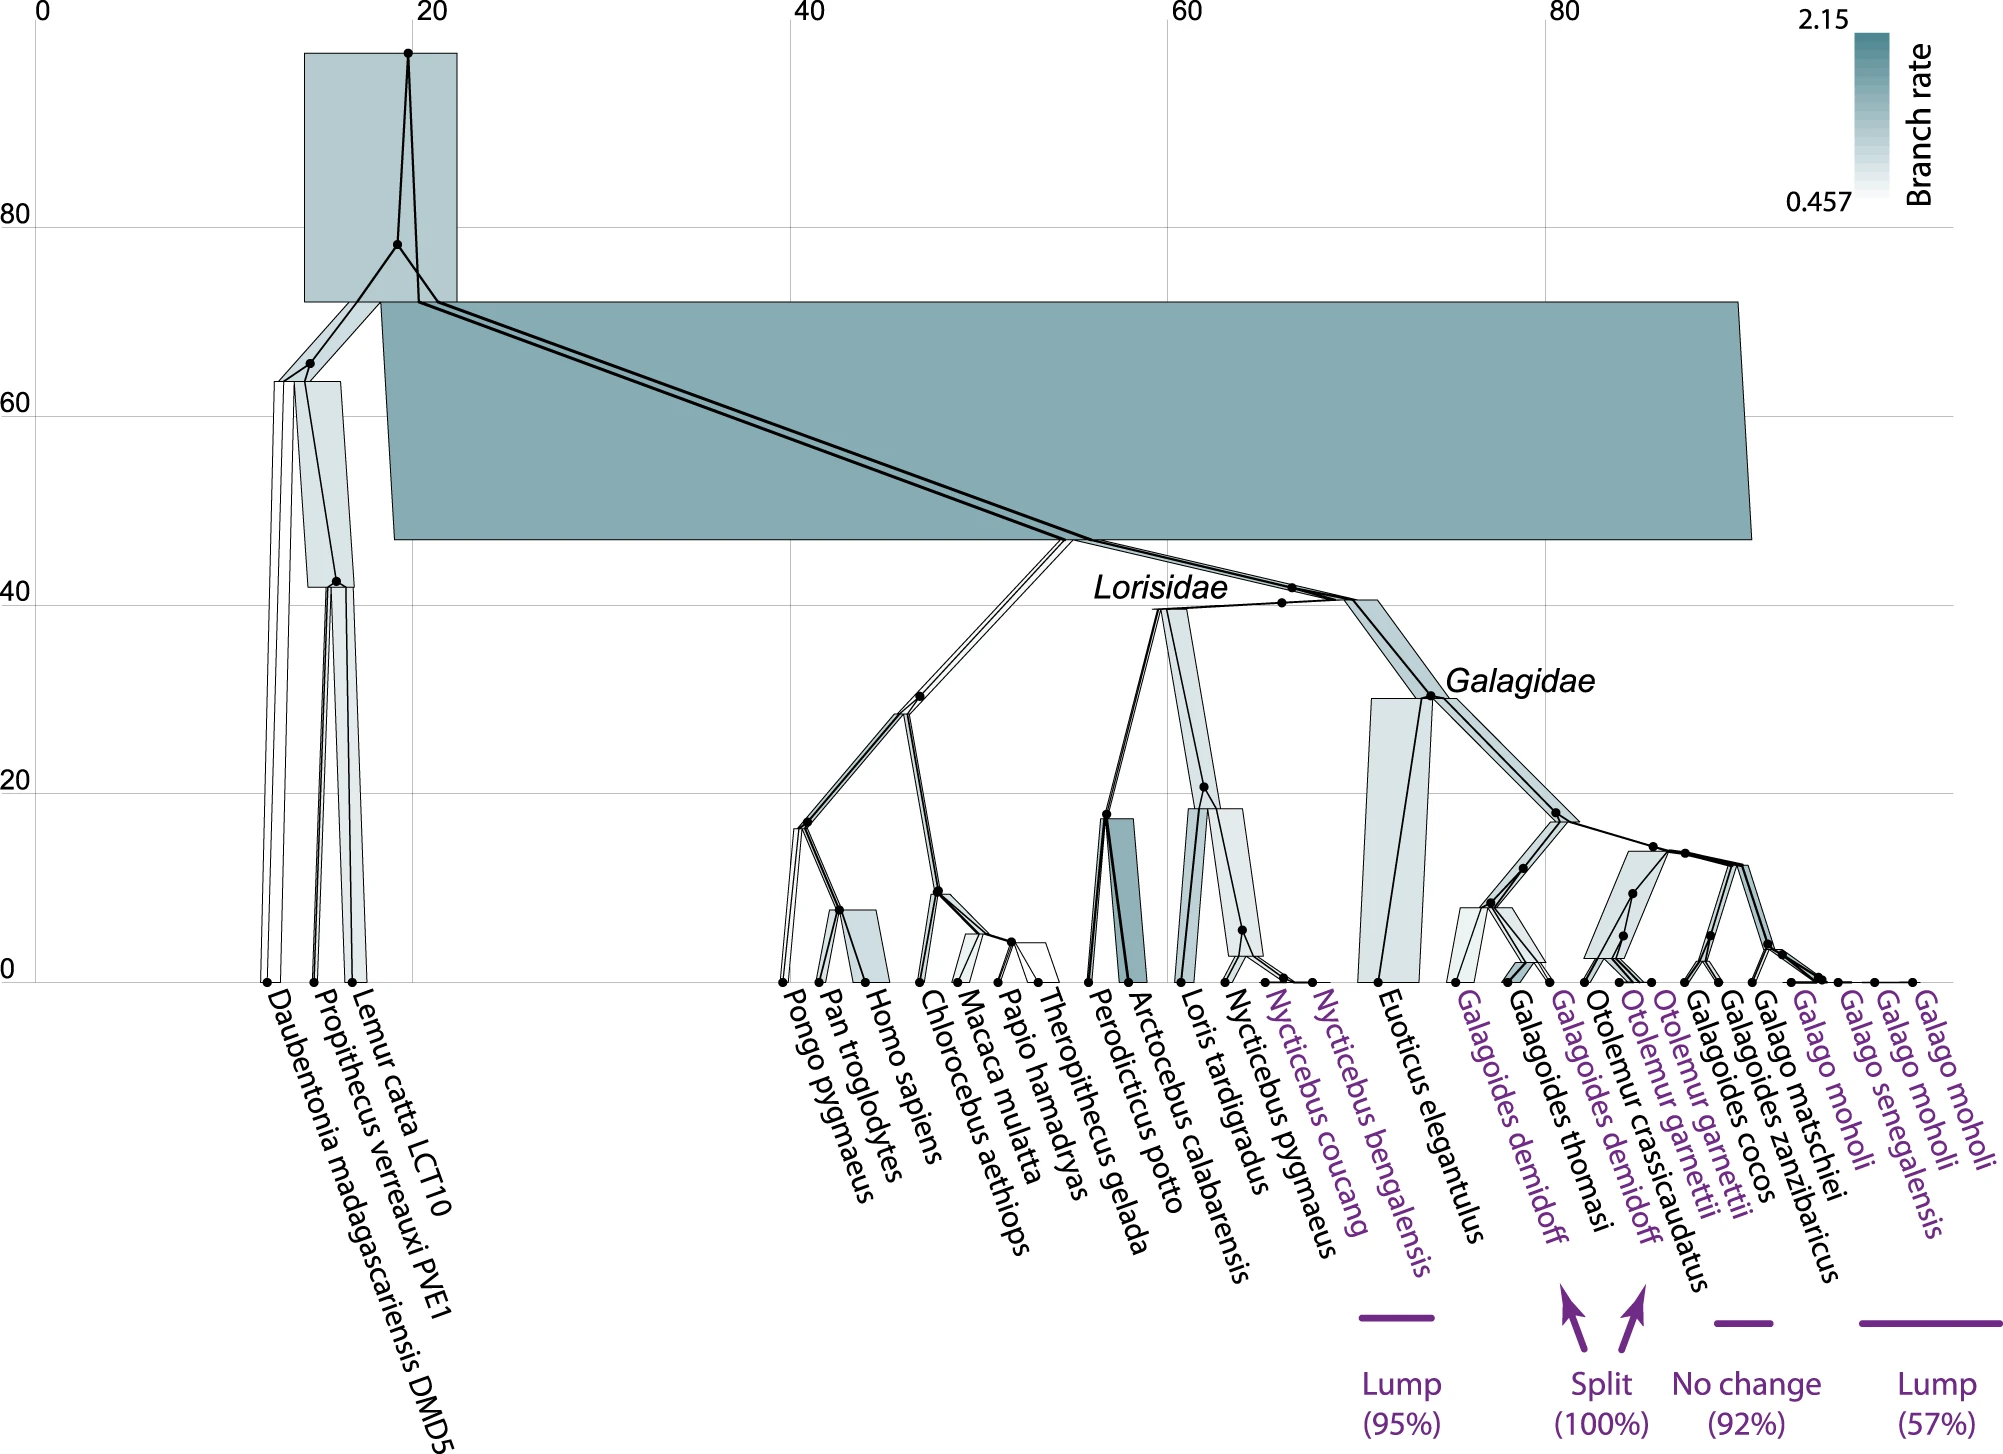 0
20
40
60
80
2.15
0.457
Branch rate
80
60
40
20
0
Lorisidae
Galagidae
Daubentonia madagascariensis DMD5
Propithecus verreauxi PVE1
Lemur catta LCT10
Pongo pygmaeus
Pan troglodytes
Homo sapiens
Chlorocebus aethiops
Macaca mulatta
Papio hamadryas
Theropithecus gelada
Perodicticus potto
Arctocebus calabarensis
Loris tardigradus
Nycticebus pygmaeus
Nycticebus coucang
Nycticebus bengalensis
Euoticus elegantulus
Galagoides demidoff
Galagoides thomasi
Galagoides demidoff
Otolemur crassicaudatus
Otolemur garnettii
Otolemur garnettii
Galagoides cocos
Galagoides zanzibaricus
Galago matschiei
Galago moholi
Galago senegalensis
Galago moholi
Galago moholi
Lump
(95%)
Split
(100%)
No change
(92%)
Lump
(57%)